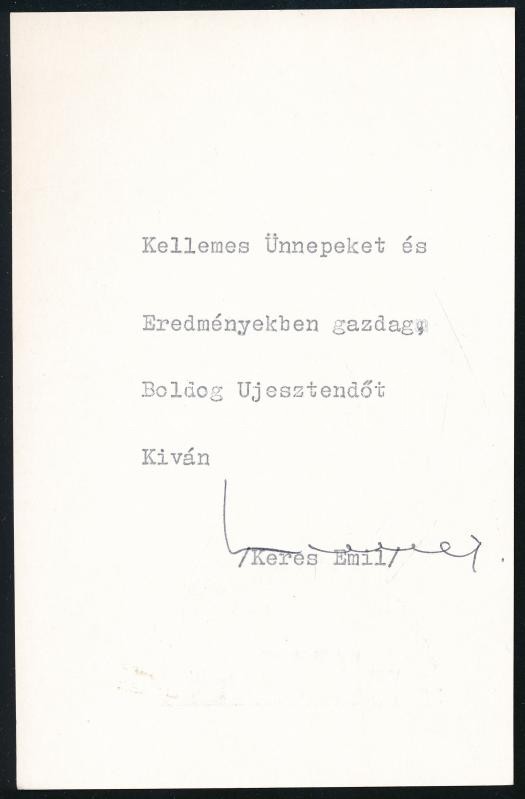 Kellemes Ünnepeket és
Eredményekben gazdag,
Boldog Ujesztendőt
Kiván
/Keres Emil/